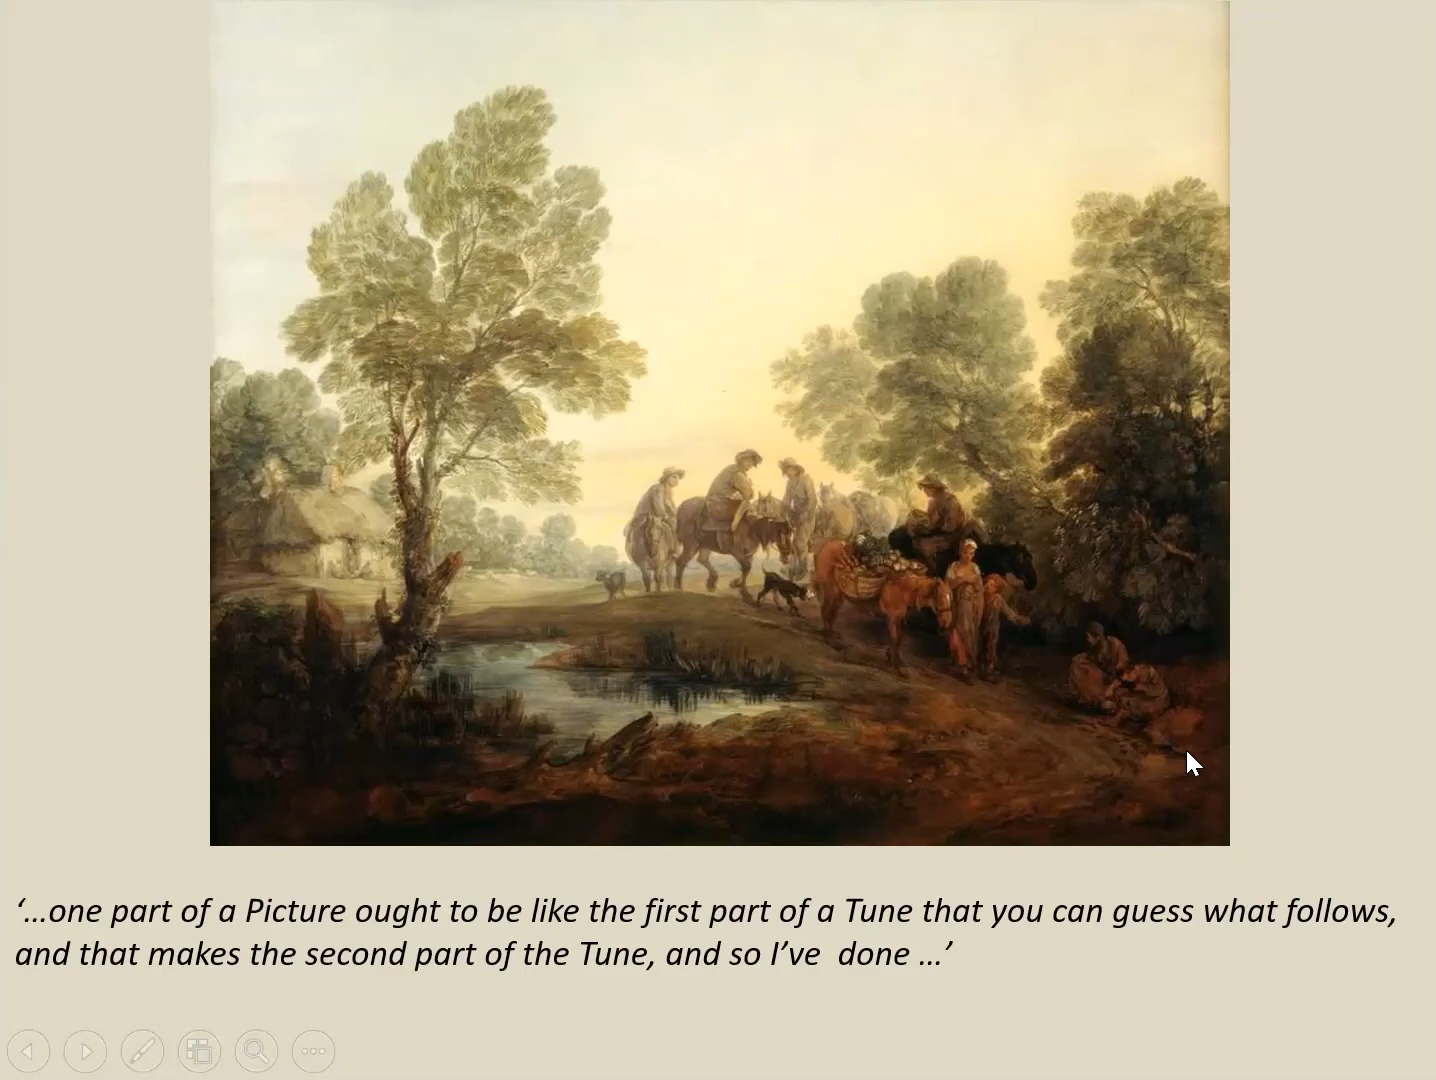 ‘…one part of a Picture ought to be like the first part of a Tune that you can guess what follows,
and that makes the second part of the Tune, and so I’ve  done …’